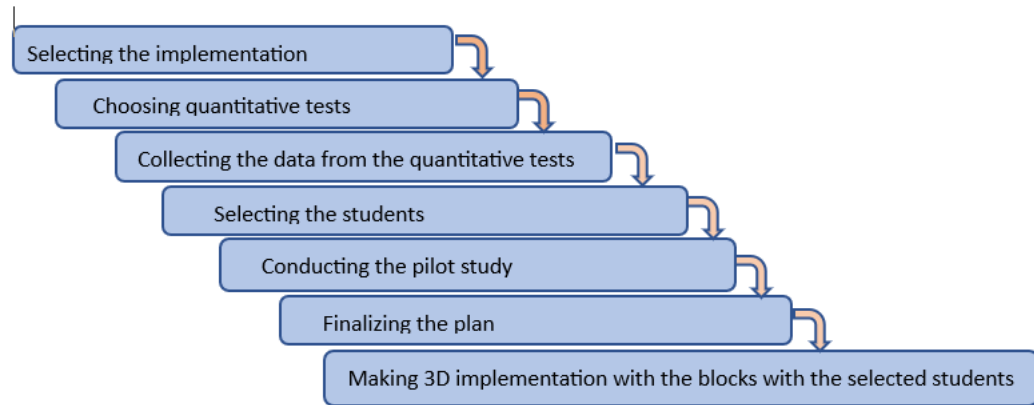 Selecting the implementation
Choosing quantitative tests
Collecting the data from the quantitative tests
Selecting the students
Conducting the pilot study
Finalizing the plan
Making 3D implementation with the blocks with the selected students